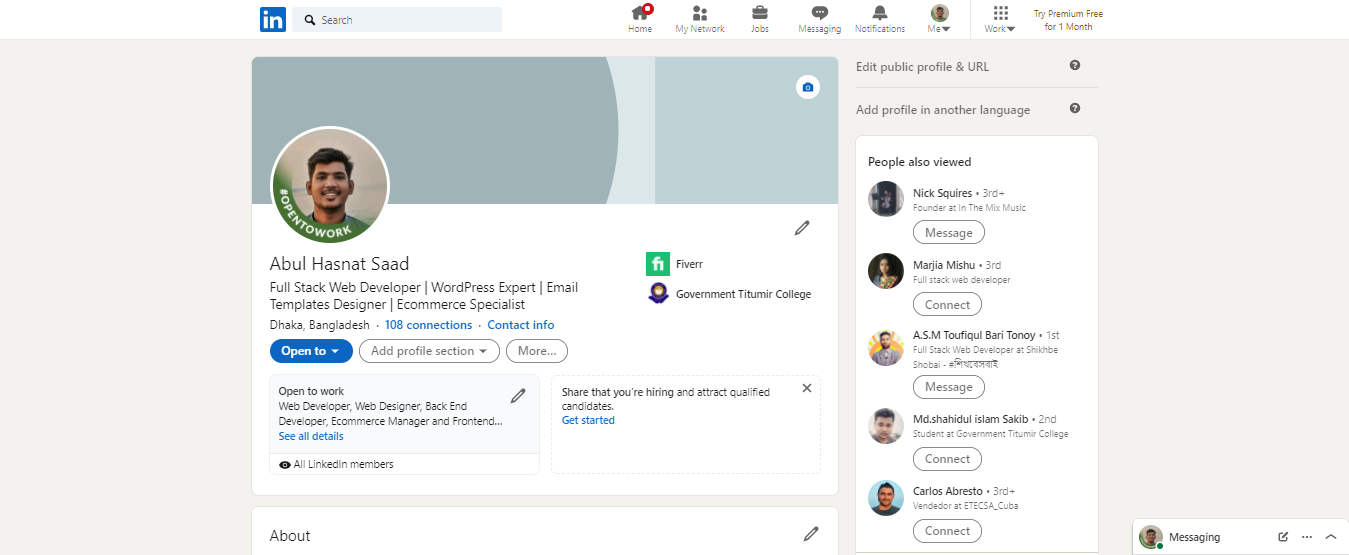 in
Search
Home
My Network
Jobs
Messaging
Notifications
Me
Work
Try Premium Free
for 1 Month
Edit public profile & URL
Add profile in another language
#OPENTOWORK
Abul Hasnat Saad
Full Stack Web Developer | WordPress Expert | Email
Templates Designer | Ecommerce Specialist
Dhaka, Bangladesh · 108 connections · Contact info
fi
Fiverr
Government Titumir College
Open to
Add profile section
More...
Open to work
Web Developer, Web Designer, Back End
Developer, Ecommerce Manager and Frontend...
See all details
All LinkedIn members
Share that you're hiring and attract qualified
candidates.
Get started
About
People also viewed
Nick Squires • 3rd+
Founder at In The Mix Music
Message
Marjia Mishu • 3rd
Full stack web developer
Connect
A.S.M Toufiqul Bari Tonoy • 1st
Full Stack Web Developer at Shikhbe
Shobai - #শিখবেসবাই
Message
Md.shahidul islam Sakib • 2nd
Student at Government Titumir College
Connect
Carlos Abresto • 3rd+
Vendedor at ETECSA_Cuba
Connect
Messaging